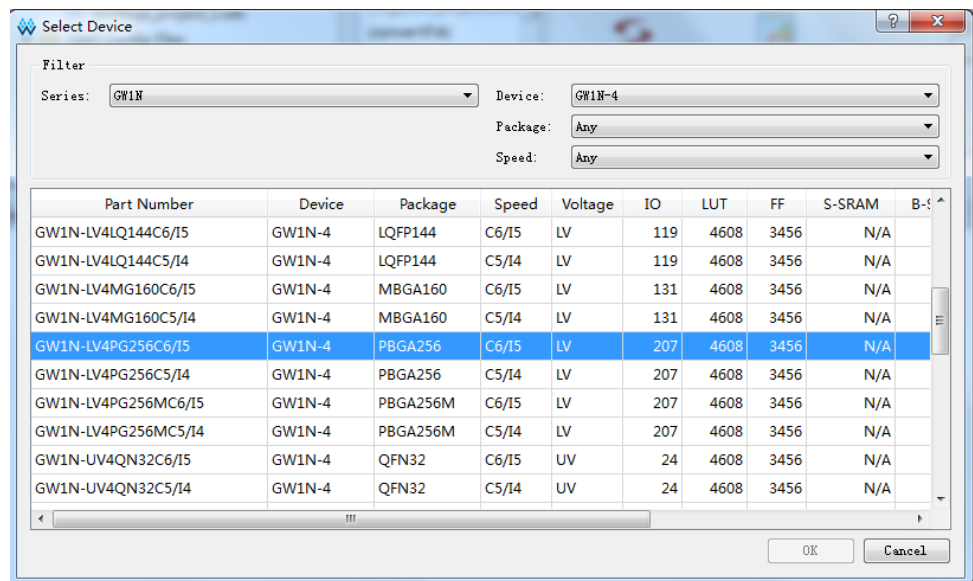 Select Device
Filter
Series: GW1N Device: GW1N-4
Package: Any
Speed: Any
Part Number Device Package Speed Voltage IO LUT FF S-SRAM
GW1N-LV4LQ144C6/I5 GW1N-4 LQFP144 C6/I5 LV 119 4608 3456 N/A
GW1N-LV4LQ144C5/I4 GW1N-4 LQFP144 C5/I4 LV 119 4608 3456 N/A
GW1N-LV4MG160C6/I5 GW1N-4 MBGA160 C6/I5 LV 131 4608 3456 N/A
GW1N-LV4MG160C5/I4 GW1N-4 MBGA160 C5/I4 LV 131 4608 3456 N/A
GW1N-LV4PG256C6/I5 GW1N-4 PBGA256 C6/I5 LV 207 4608 3456 N/A
GW1N-LV4PG256C5/I4 GW1N-4 PBGA256 C5/I4 LV 207 4608 3456 N/A
GW1N-LV4PG256MC6/I5 GW1N-4 PBGA256M C6/I5 LV 207 4608 3456 N/A
GW1N-LV4PG256MC5/I4 GW1N-4 PBGA256M C5/I4 LV 207 4608 3456 N/A
GW1N-UV4QN32C6/I5 GW1N-4 QFN32 C6/I5 UV 24 4608 3456 N/A
GW1N-UV4QN32C5/I4 GW1N-4 QFN32 C5/I4 UV 24 4608 3456 N/A
OK Cancel